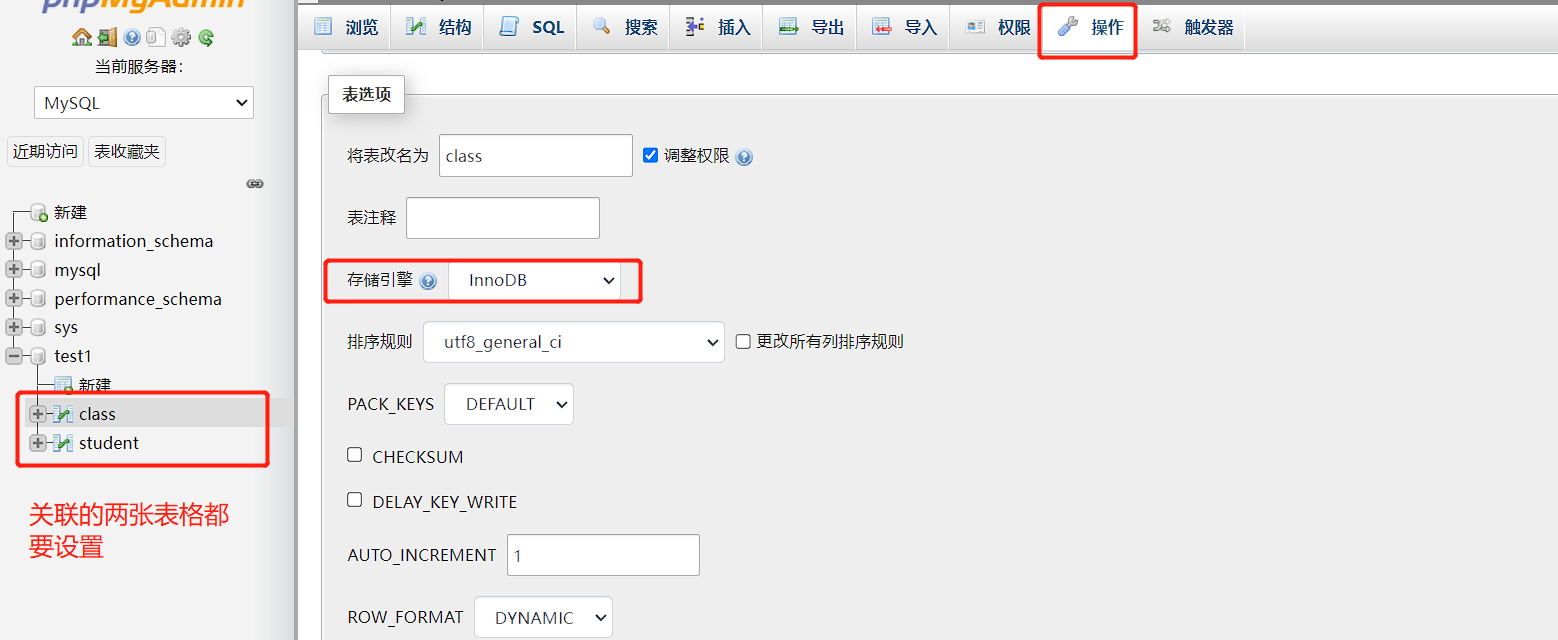 phpMyAdmin
当前服务器：
MySQL
近期访问 表收藏夹
新建
information_schema
mysql
performance_schema
sys
test1
新建
class
student
关联的两张表格都
要设置
浏览 结构 SQL 搜索 插入 导出 导入 权限 操作 触发器
表选项
将表改名为 class 调整权限
表注释
存储引擎 InnoDB
排序规则 utf8_general_ci 更改所有列排序规则
PACK_KEYS DEFAULT
CHECKSUM
DELAY_KEY_WRITE
AUTO_INCREMENT 1
ROW_FORMAT DYNAMIC